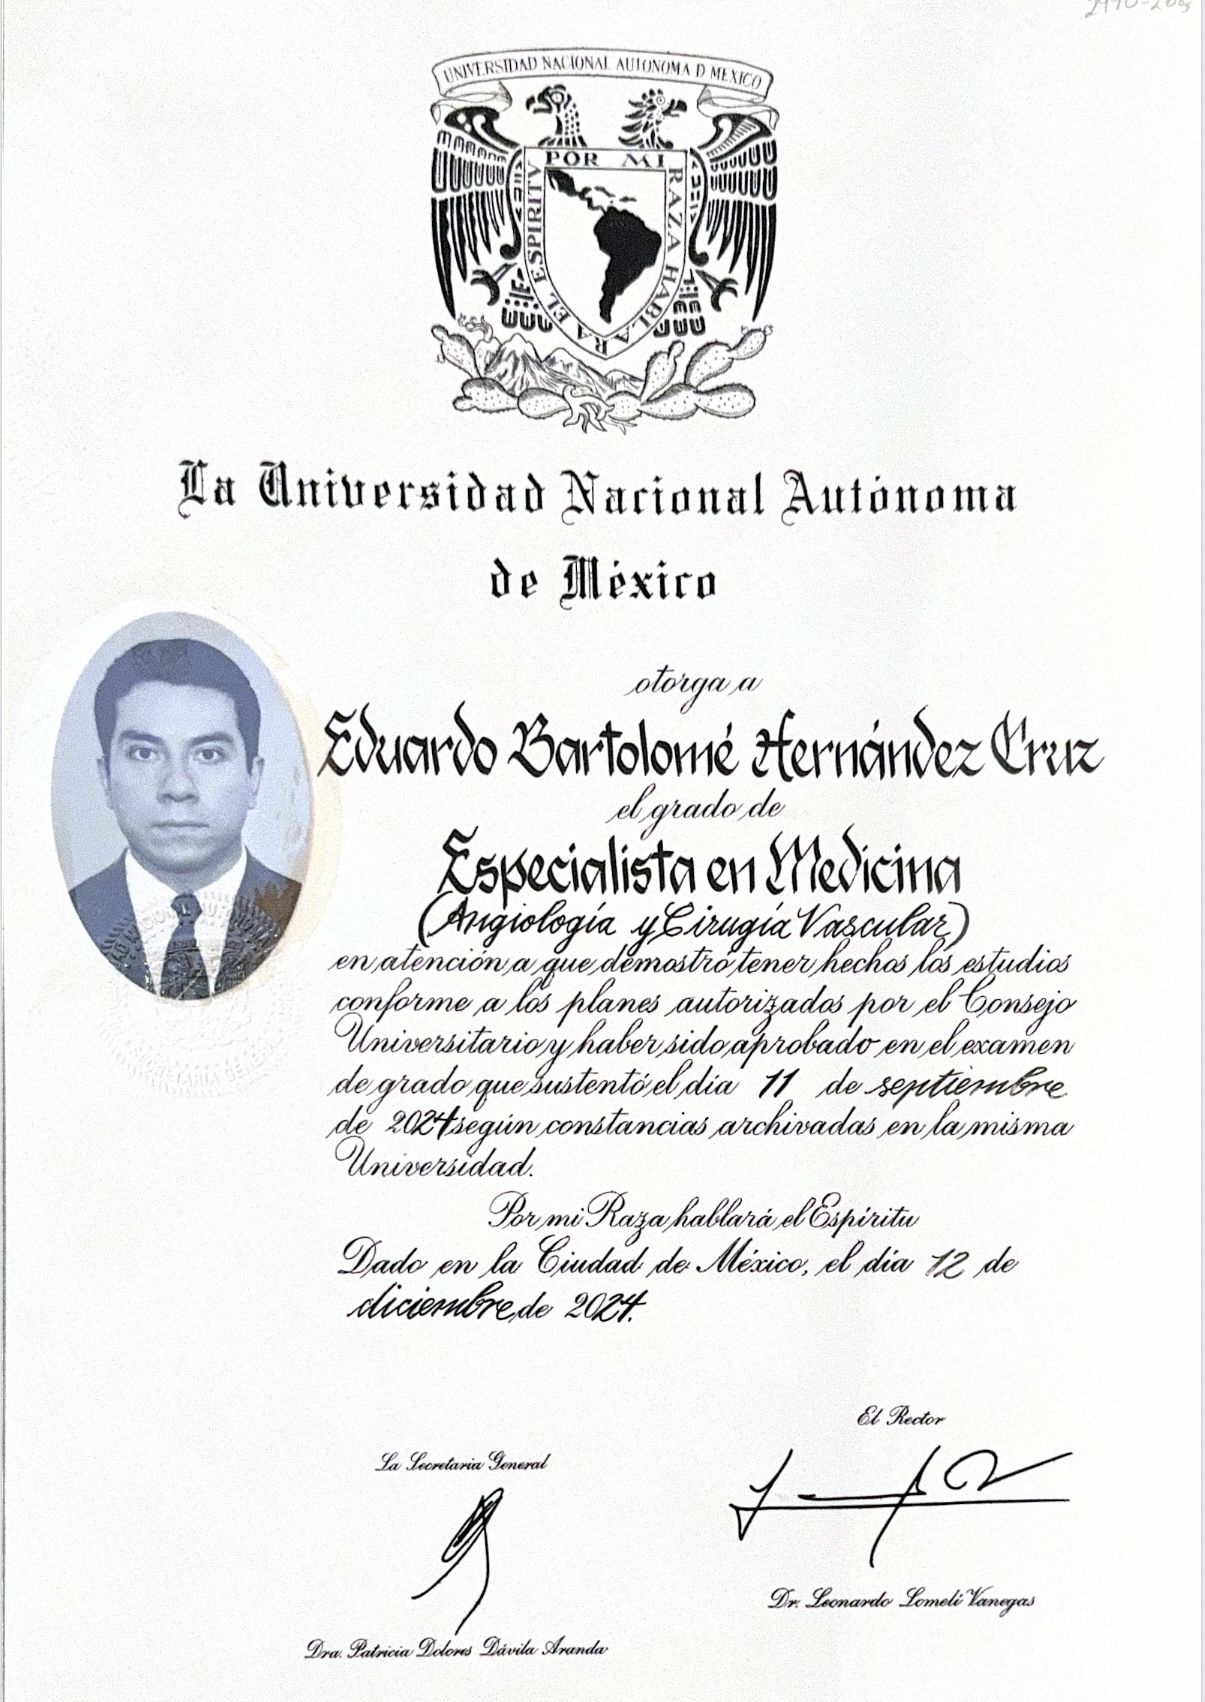 UNIVERSIDAD NACIONAL AUTONOMA D MEXICO
POR MI RAZA HABLARA EL ESPIRITV
La Universidad Nacional Autónoma
de México
otorga a
Eduardo Bartolomé Hernández Cruz
el grado de
Especialista en Medicina
(Angiología y Cirugía Vascular)
en atención a que demostró tener hechos los estudios
conforme a los planes autorizados por el Consejo
Universitario y haber sido aprobado en el examen
de grado que sustentó el día 11 de septiembre
de 2024 según constancias archivadas en la misma
Universidad.
Por mi Raza hablará el Espíritu
Dado en la Ciudad de México, el día 12 de
diciembre de 2024.
El Rector
La Secretaria General
Dr. Leonardo Lomelí Vanegas
Dra. Patricia Dolores Dávila Aranda